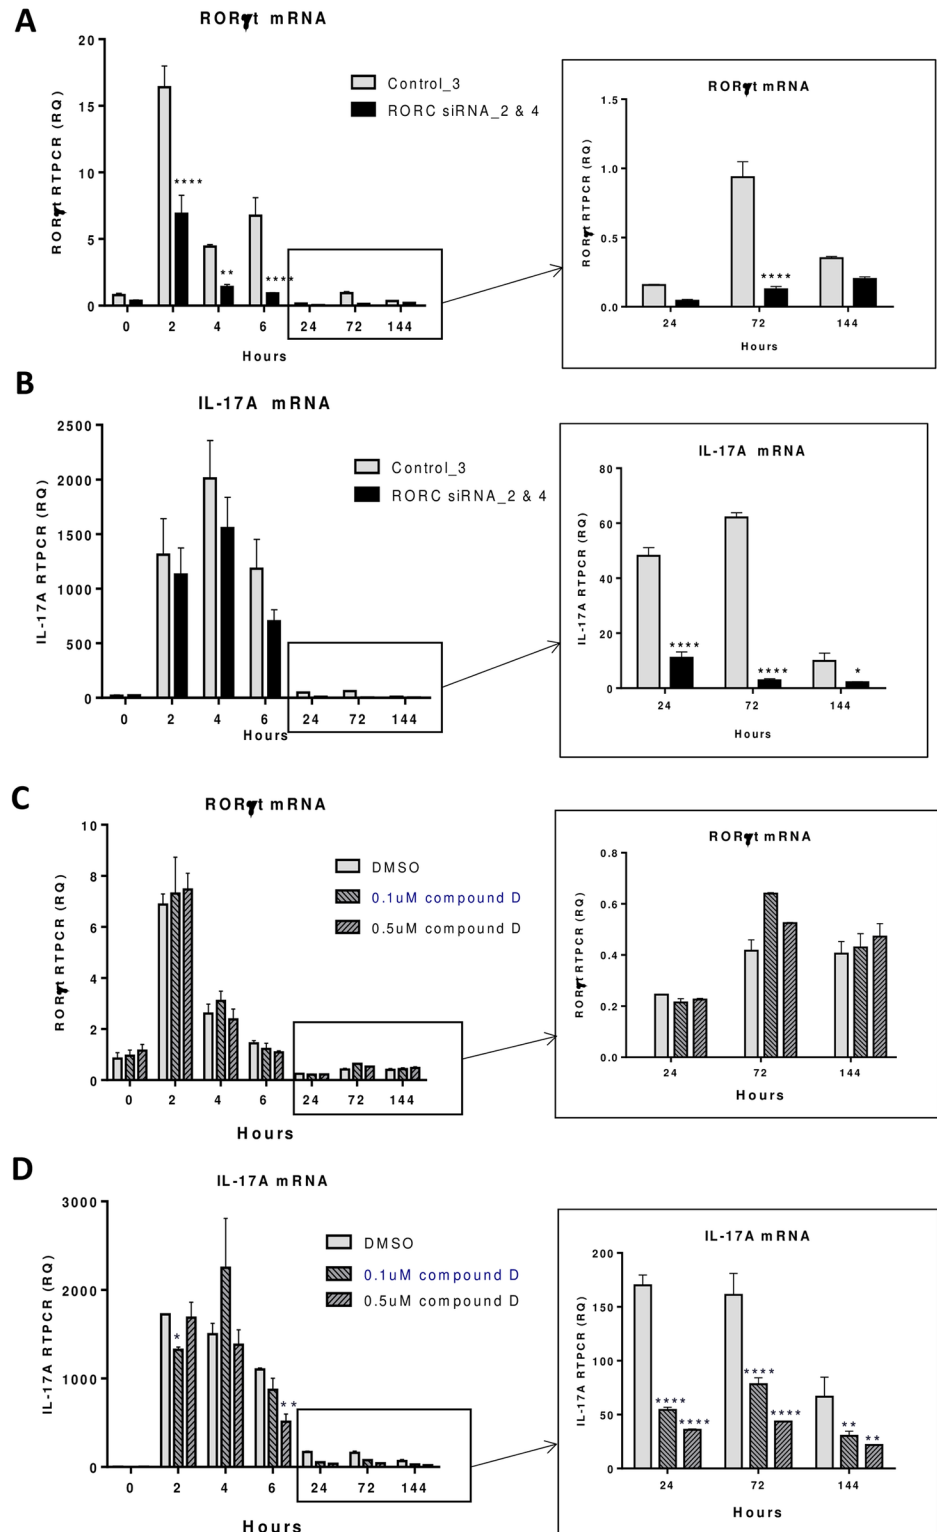 A
RORγt mRNA
RORγt RTPCR (RQ)
20
15
10
5
0
Control_3
RORC siRNA_2 & 4
****
**
****
0 2 4 6 24 72 144
Hours
RORγt mRNA
RORγt RTPCR (RQ)
1.5
1.0
0.5
0.0
****
24 72 144
Hours
B
IL-17A mRNA
IL-17A RTPCR (RQ)
2500
2000
1500
1000
500
0
Control_3
RORC siRNA_2 & 4
0 2 4 6 24 72 144
Hours
IL-17A mRNA
IL-17A RTPCR (RQ)
80
60
40
20
0
****
****
*
24 72 144
Hours
C
RORγt mRNA
RORγt RTPCR (RQ)
10
8
6
4
2
0
DMSO
0.1uM compound D
0.5uM compound D
0 2 4 6 24 72 144
Hours
RORγt mRNA
RORγt RTPCR (RQ)
0.8
0.6
0.4
0.2
0.0
24 72 144
Hours
D
IL-17A mRNA
IL-17A RTPCR (RQ)
3000
2000
1000
0
DMSO
0.1uM compound D
0.5uM compound D
*
**
0 2 4 6 24 72 144
Hours
IL-17A mRNA
IL-17A RTPCR (RQ)
200
150
100
50
0
****
****
****
****
**
**
24 72 144
Hours